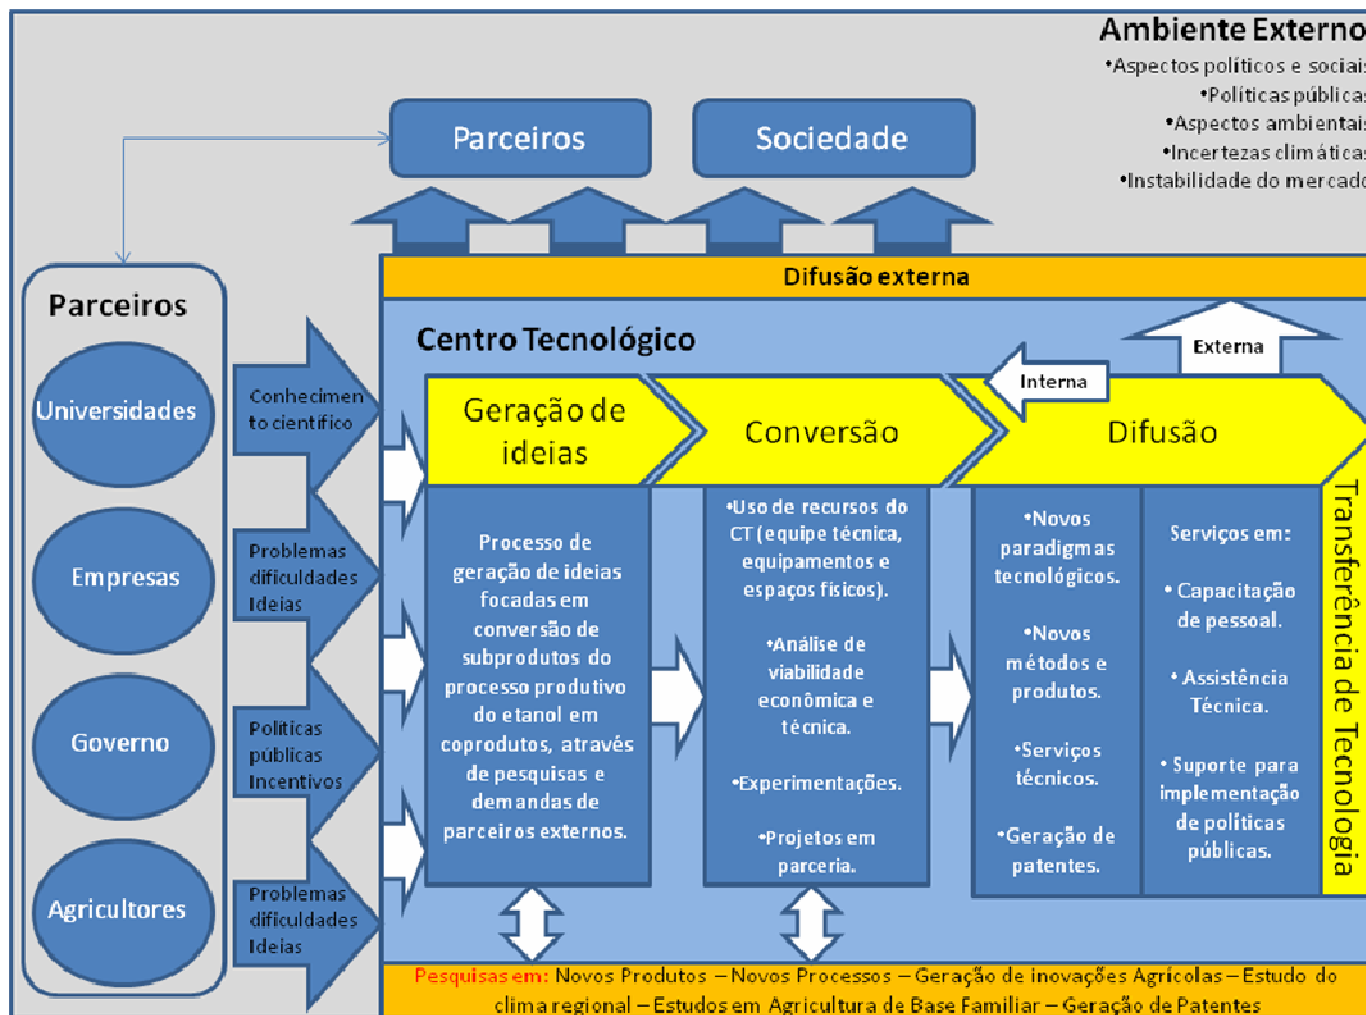 Ambiente Externo
•Aspectos políticos e sociais
•Políticas públicas
•Aspectos ambientais
•Incertezas climáticas
•Instabilidade do mercado
Parceiros
Sociedade
Difusão externa
Parceiros
Universidades
Empresas
Governo
Agricultores
Conhecimen
to científico
Problemas
dificuldades
Ideias
Políticas
públicas
Incentivos
Problemas
dificuldades
Ideias
Centro Tecnológico
Externa
Interna
Geração de
ideias
Conversão
Difusão
Processo de
geração de ideias
focadas em
conversão de
subprodutos do
processo produtivo
do etanol em
coprodutos, através
de pesquisas e
demandas de
parceiros externos.
•Uso de recursos do
CT (equipe técnica,
equipamentos e
espaços físicos).
•Análise de
viabilidade
econômica e
técnica.
•Experimentações.
•Projetos em
parceria.
•Novos
paradigmas
tecnológicos.
•Novos
métodos e
produtos.
•Serviços
técnicos.
•Geração de
patentes.
Serviços em:
• Capacitação
de pessoal.
• Assistência
Técnica.
• Suporte para
implementação
de políticas
públicas.
Transferência de Tecnologia
Pesquisas em: Novos Produtos – Novos Processos – Geração de inovações Agrícolas – Estudo do
clima regional – Estudos em Agricultura de Base Familiar – Geração de Patentes